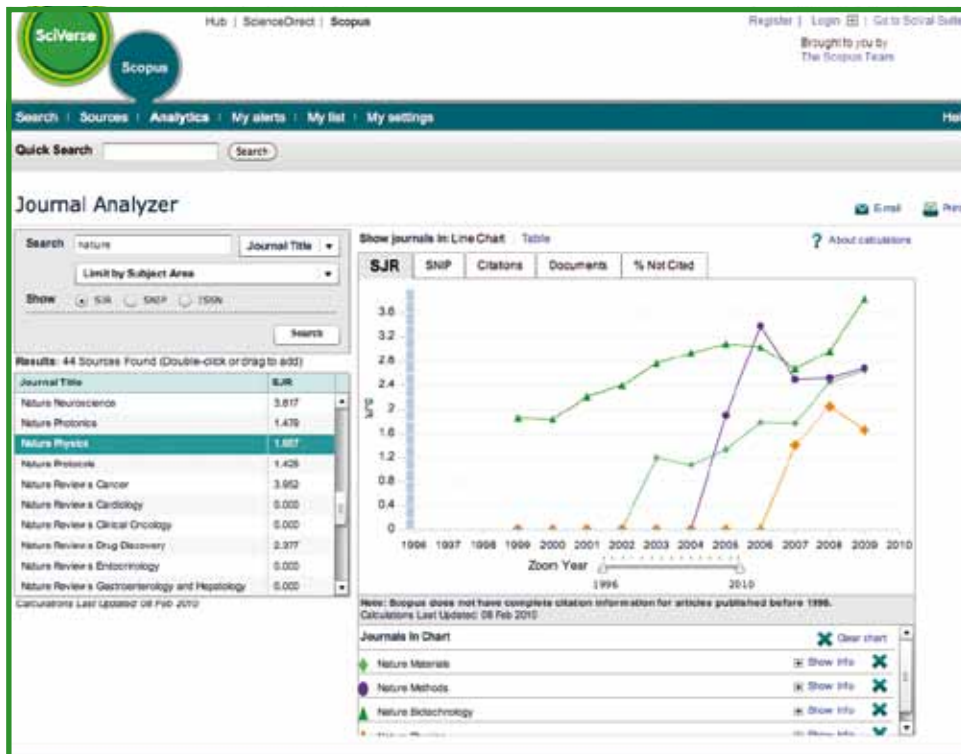 SciVerse
Scopus
Hub | ScienceDirect | Scopus
Register | Login | Go to SciVal Suite
Brought to you by
The Scopus Team
Search Sources Analytics My alerts My list My settings
Quick Search Search
Journal Analyzer
E-mail
Search nature Journal Title
Limit by Subject Area
Show SJR SNIP ISSN
Search
Results: 44 Sources Found (Double-click or drag to add)
Journal Title SJR
Nature Neuroscience 3.817
Nature Photonics 1.479
Nature Physics
Nature Protocols
Nature Reviews Cancer 3.952
Nature Reviews Cardiology 0.000
Nature Reviews Clinical Oncology 0.000
Nature Reviews Drug Discovery 2.377
Nature Reviews Endocrinology 0.000
Nature Reviews Gastroenterology and Hepatology 0.000
Calculations Last Updated: 08 Feb 2010
Show journals in: Line Chart Table
? About calculations
SJR SNIP Citations Documents % Not Cited
3.6
3.2
2.8
2.4
2
1.6
1.2
0.8
0.4
0
SJR
1996 1997 1998 1999 2000 2001 2002 2003 2004 2005 2006 2007 2008 2009 2010
Zoom Year
1996 2010
Note: Scopus does not have complete citation information for articles published before 1996.
Calculations Last Updated: 08 Feb 2010
Journals In Chart Clear chart
Nature Materials Show Info
Nature Methods Show Info
Nature Biotechnology Show Info